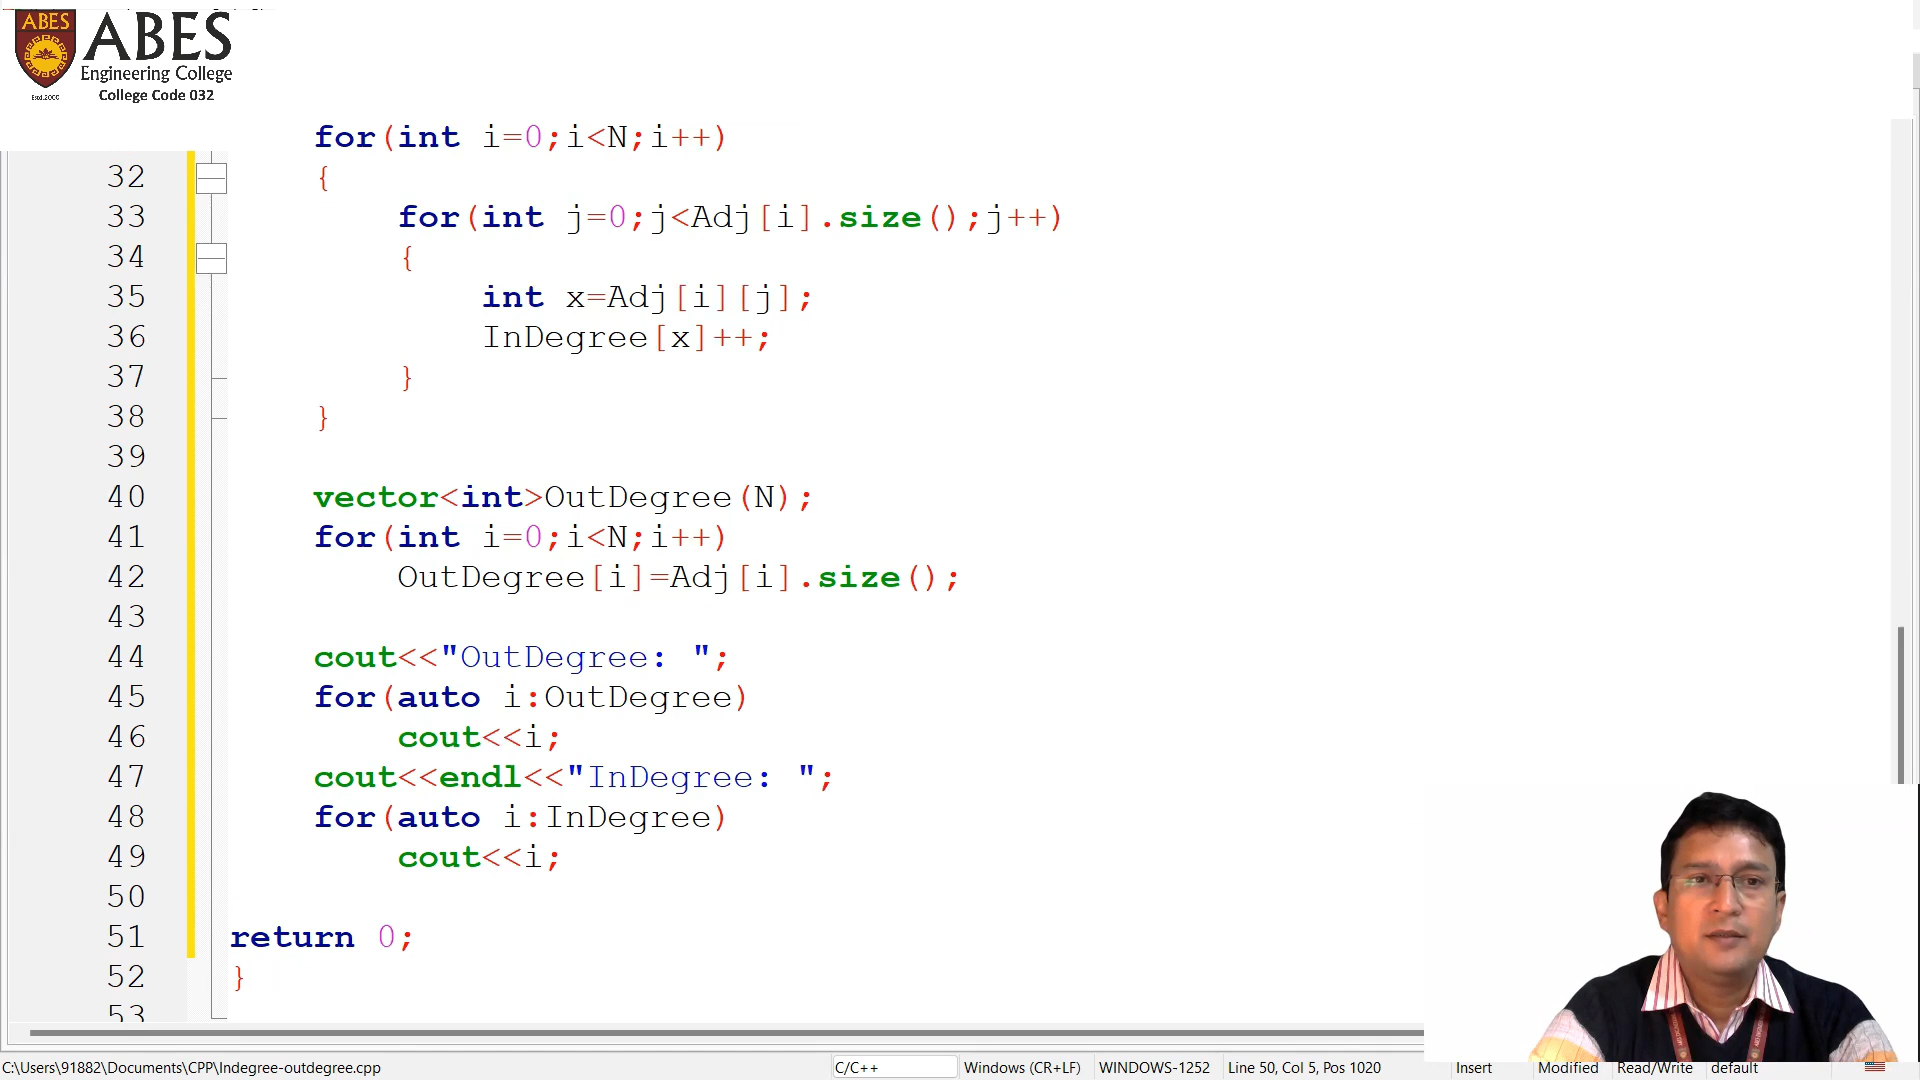 ABES
ABES
Engineering College
College Code 032
Estd.2000
for(int i=0;i<N;i++)
32 {
33 for(int j=0;j<Adj[i].size();j++)
34 {
35 int x=Adj[i][j];
36 InDegree[x]++;
37 }
38 }
39
40 vector<int>OutDegree(N);
41 for(int i=0;i<N;i++)
42 OutDegree[i]=Adj[i].size();
43
44 cout<<"OutDegree: ";
45 for(auto i:OutDegree)
46 cout<<i;
47 cout<<endl<<"InDegree: ";
48 for(auto i:InDegree)
49 cout<<i;
50
51 return 0;
52 }
53
C:\Users\91882\Documents\CPP\Indegree-outdegree.cpp C/C++ Windows (CR+LF) WINDOWS-1252 Line 50, Col 5, Pos 1020 Insert Modified Read/Write default